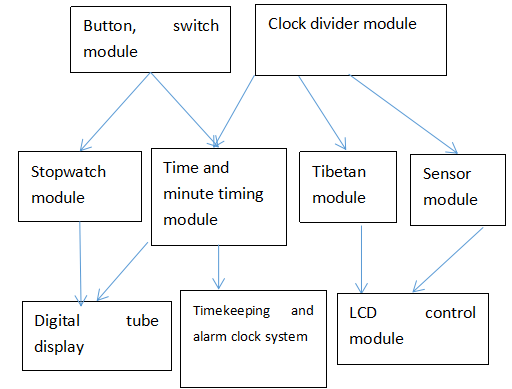 Button, switch
module
Clock divider module
Stopwatch
module
Time and
minute timing
module
Tibetan
module
Sensor
module
Digital tube
display
Timekeeping and
alarm clock system
LCD control
module